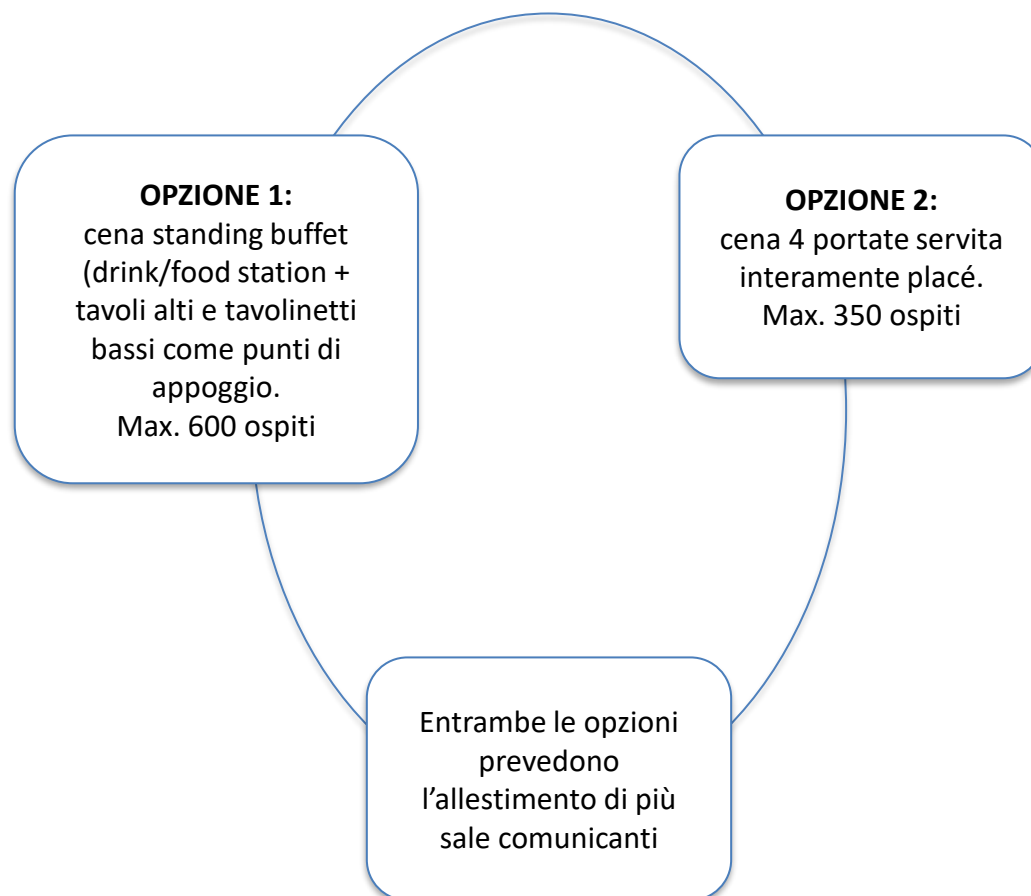 OPZIONE 1:
cena standing buffet
(drink/food station +
tavoli alti e tavolinetti
bassi come punti di
appoggio.
Max. 600 ospiti
OPZIONE 2:
cena 4 portate servita
interamente placé.
Max. 350 ospiti
Entrambe le opzioni
prevedono
l’allestimento di più
sale comunicanti